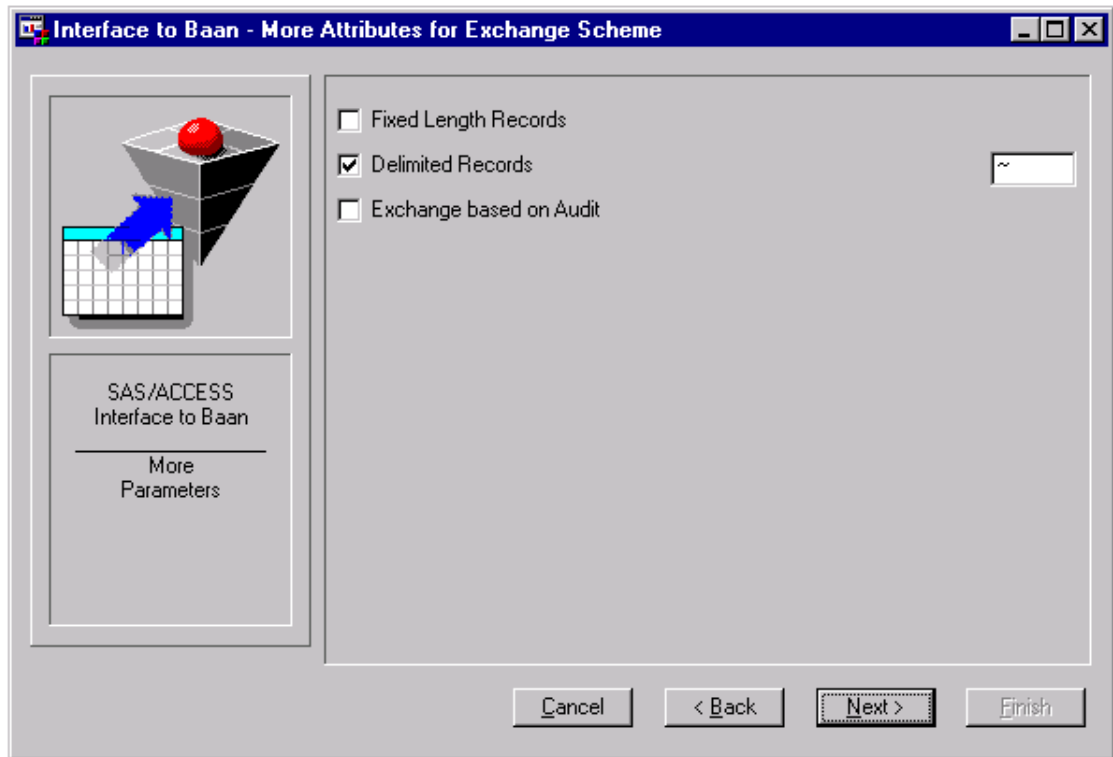 Interface to Baan - More Attributes for Exchange Scheme
Fixed Length Records
Delimited Records
~
Exchange based on Audit
SAS/ACCESS
Interface to Baan
More
Parameters
Cancel
< Back
Next >
Finish